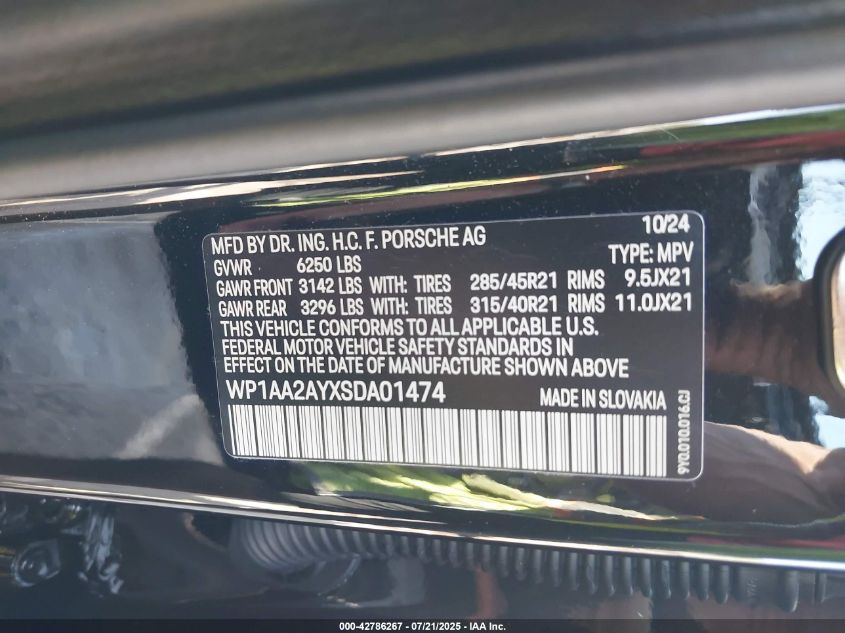 MFD BY DR. ING. H.C. F. PORSCHE AG 10/24
GVWR 6250 LBS TYPE: MPV
GAWR FRONT 3142 LBS WITH: TIRES 285/45R21 RIMS 9.5JX21
GAWR REAR 3296 LBS WITH: TIRES 315/40R21 RIMS 11.0JX21
THIS VEHICLE CONFORMS TO ALL APPLICABLE U.S.
FEDERAL MOTOR VEHICLE SAFETY STANDARDS IN
EFFECT ON THE DATE OF MANUFACTURE SHOWN ABOVE
WP1AA2AYXSDA01474 MADE IN SLOVAKIA
9Y0.010.016.CJ
000-42786267 - 07/21/2025 - IAA Inc.